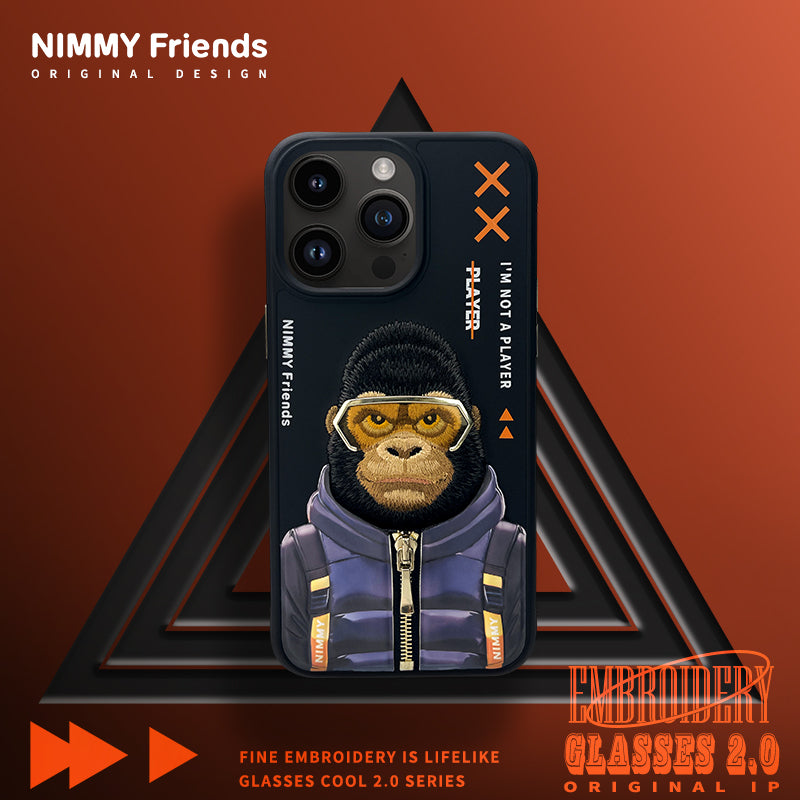 NIMMY Friends
ORIGINAL DESIGN
I'M NOT A PLAYER
PLAYER
NIMMY Friends
NIMMY
NIMMY
FINE EMBROIDERY IS LIFELIKE
GLASSES COOL 2.0 SERIES
EMBROIDERY
GLASSES 2.0
ORIGINAL IP